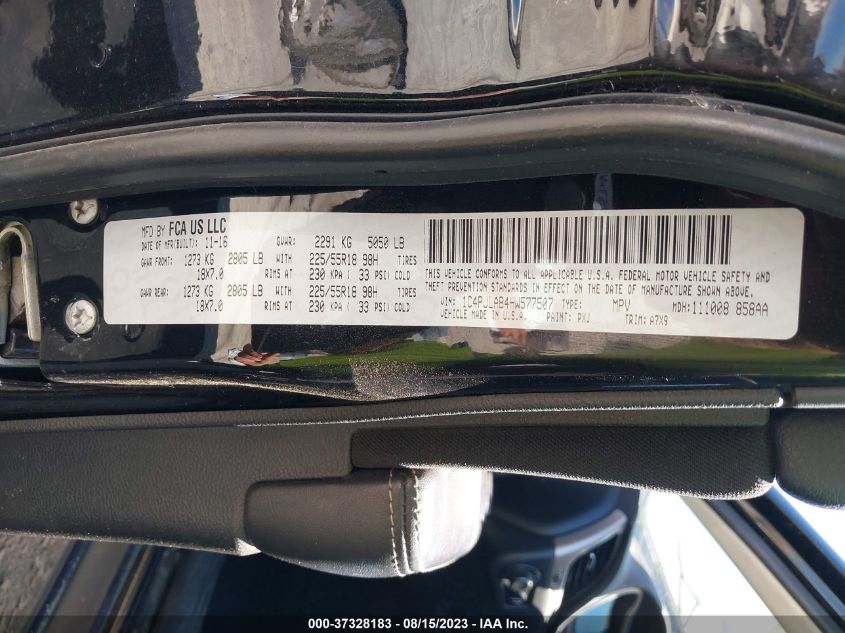 MFD BY FCA US LLC
DATE OF MFR(BUILT): 11-16 GVWR: 2291 KG 5050 LB
GAWR FRONT: 1273 KG 2805 LB WITH 225/55R18 98H TIRES
18X7.0 RIMS AT 230 KPA( 33 PSI) COLD
GAWR REAR: 1273 KG 2805 LB WITH 225/55R18 98H TIRES
18X7.0 RIMS AT 230 KPA( 33 PSI) COLD
THIS VEHICLE CONFORMS TO ALL APPLICABLE U.S.A. FEDERAL MOTOR VEHICLE SAFETY AND
THEFT PREVENTION STANDARDS IN EFFECT ON THE DATE OF MANUFACTURE SHOWN ABOVE.
VIN: 1C4PJLAB4HW577507 TYPE: MPV MDH:111008 858AA
VEHICLE MADE IN U.S.A. PAINT: PXJ TRIM: A7X9
000-37328183 - 08/15/2023 - IAA Inc.